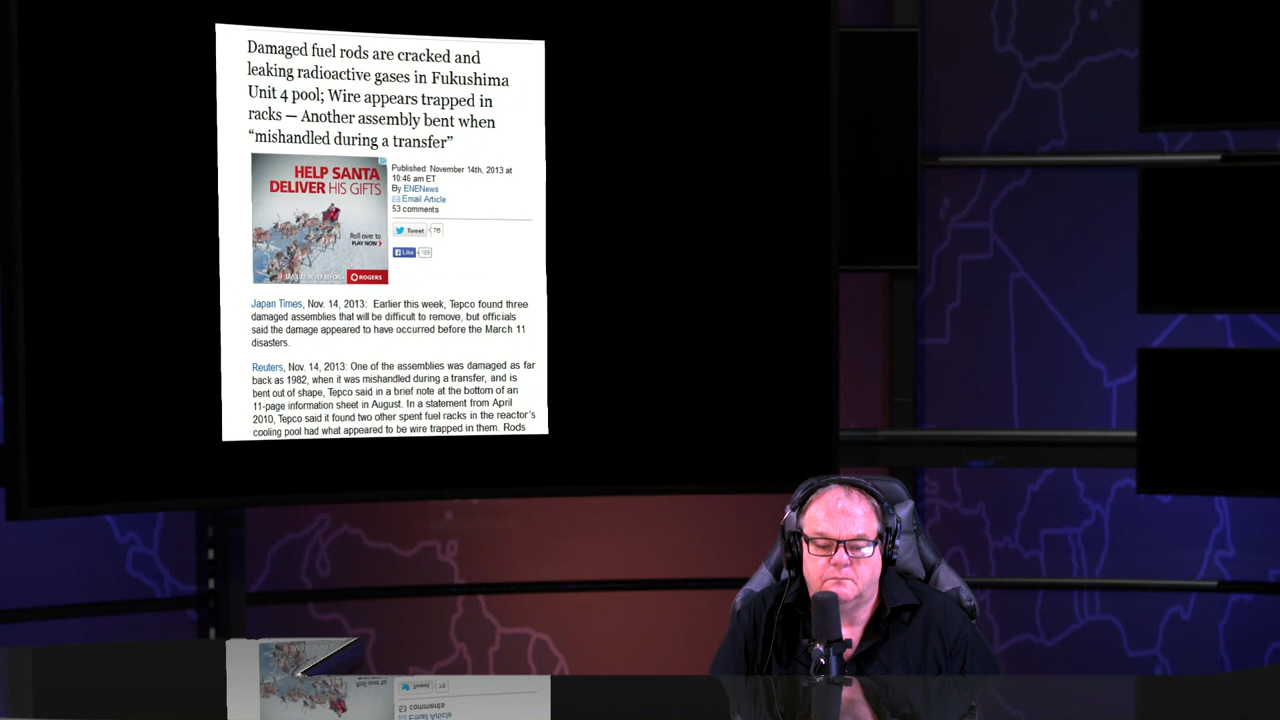 Damaged fuel rods are cracked and
leaking radioactive gases in Fukushima
Unit 4 pool; Wire appears trapped in
racks — Another assembly bent when
“mishandled during a transfer”
HELP SANTA
DELIVER HIS GIFTS
Roll over to
PLAY NOW
ROGERS
Published: November 14th, 2013 at
10:46 am ET
By ENENews
Email Article
53 comments
Tweet 76
Like
Japan Times, Nov. 14, 2013: Earlier this week, Tepco found three
damaged assemblies that will be difficult to remove, but officials
said the damage appeared to have occurred before the March 11
disasters.
Reuters, Nov. 14, 2013: One of the assemblies was damaged as far
back as 1982, when it was mishandled during a transfer, and is
bent out of shape, Tepco said in a brief note at the bottom of an
11-page information sheet in August. In a statement from April
2010, Tepco said it found two other spent fuel racks in the reactor’s
cooling pool had what appeared to be wire trapped in them. Rods